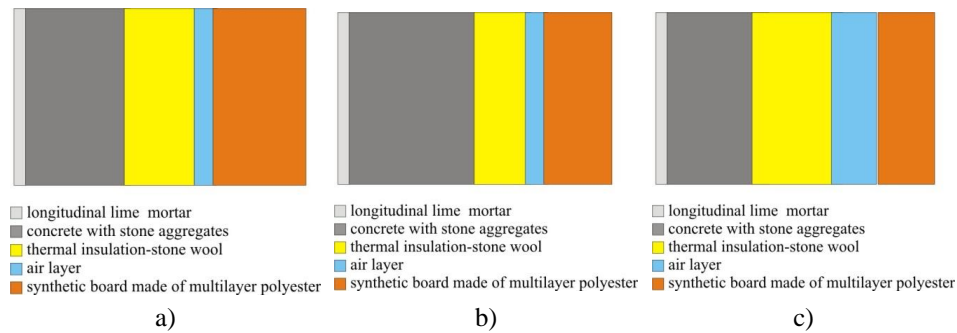 longitudinal lime mortar
concrete with stone aggregates
thermal insulation-stone wool
air layer
synthetic board made of multilayer polyester
a)
longitudinal lime mortar
concrete with stone aggregates
thermal insulation-stone wool
air layer
synthetic board made of multilayer polyester
b)
longitudinal lime mortar
concrete with stone aggregates
thermal insulation-stone wool
air layer
synthetic board made of multilayer polyester
c)